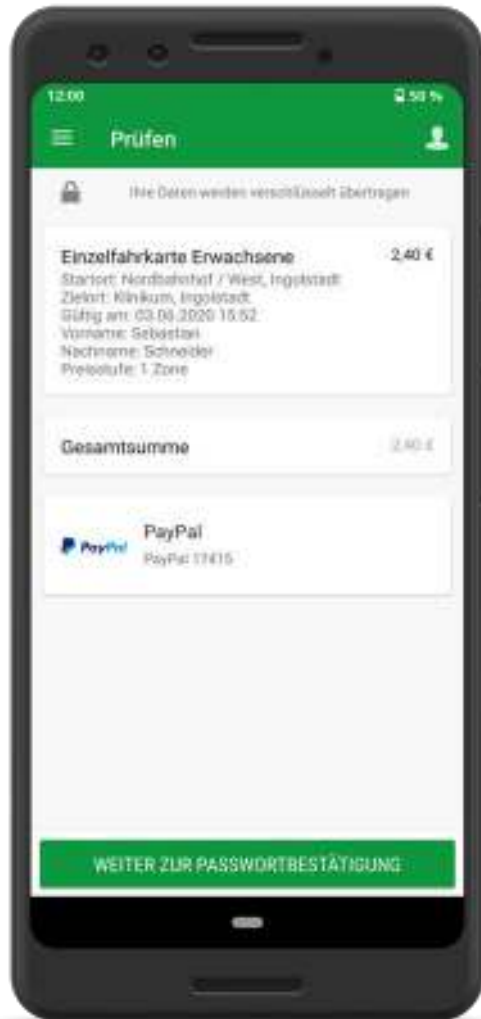 12:00 50 %
Prüfen
Ihre Daten werden verschlüsselt übertragen
Einzelfahrkarte Erwachsene 2,40 €
Startort: Nordbahnhof / West, Ingolstadt
Zielort: Klinikum, Ingolstadt
Gültig am: 03.06.2020 15:52
Vorname: Sebastian
Nachname: Schneider
Preisstufe: 1 Zone
Gesamtsumme 2,40 €
PayPal
PayPal
PayPal 17415
WEITER ZUR PASSWORTBESTÄTIGUNG